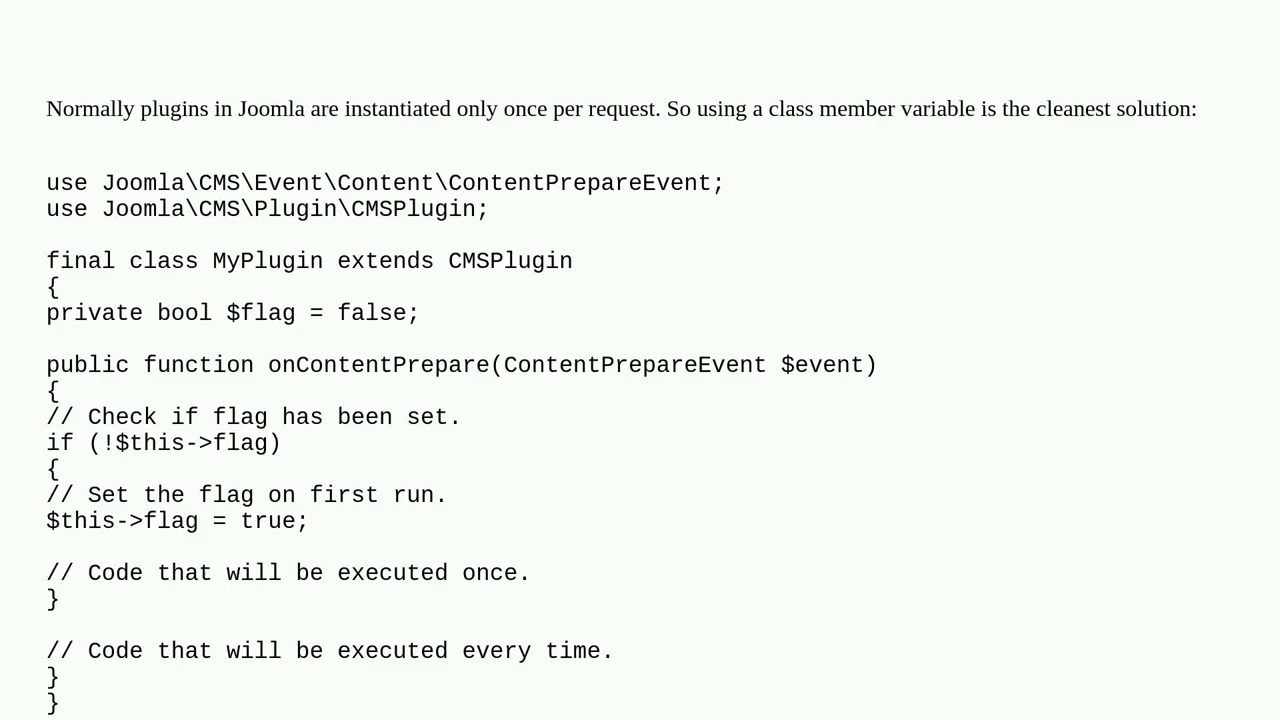 Normally plugins in Joomla are instantiated only once per request. So using a class member variable is the cleanest solution:
use Joomla\CMS\Event\Content\ContentPrepareEvent;
use Joomla\CMS\Plugin\CMSPlugin;
final class MyPlugin extends CMSPlugin
{
private bool $flag = false;
public function onContentPrepare(ContentPrepareEvent $event)
{
// Check if flag has been set.
if (!$this->flag)
{
// Set the flag on first run.
$this->flag = true;
// Code that will be executed once.
}
// Code that will be executed every time.
}
}